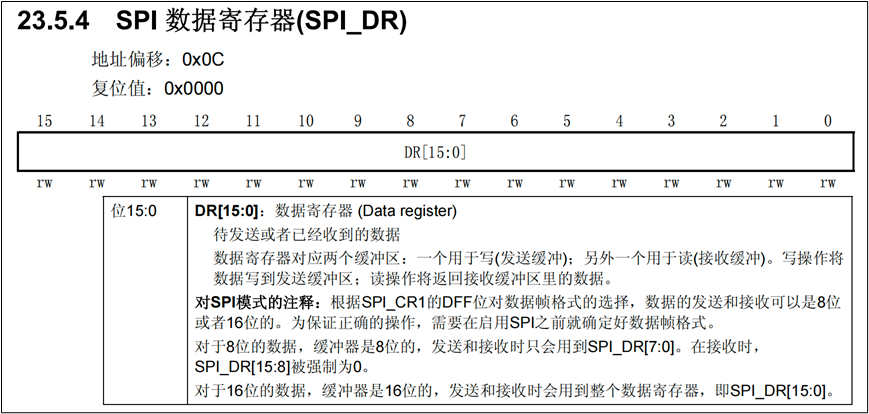 23.5.4 SPI 数据寄存器(SPI_DR)
地址偏移：0x0C
复位值：0x0000
15 14 13 12 11 10 9 8 7 6 5 4 3 2 1 0
DR[15:0]
rw rw rw rw rw rw rw rw rw rw rw rw rw rw rw rw
位15:0 DR[15:0]：数据寄存器 (Data register)
待发送或者已经收到的数据
数据寄存器对应两个缓冲区：一个用于写(发送缓冲)；另外一个用于读(接收缓冲)。写操作将
数据写到发送缓冲区；读操作将返回接收缓冲区里的数据。
对SPI模式的注释：根据SPI_CR1的DFF位对数据帧格式的选择，数据的发送和接收可以是8位
或者16位的。为保证正确的操作，需要在启用SPI之前就确定好数据帧格式。
对于8位的数据，缓冲器是8位的，发送和接收时只会用到SPI_DR[7:0]。在接收时，
SPI_DR[15:8]被强制为0。
对于16位的数据，缓冲器是16位的，发送和接收时会用到整个数据寄存器，即SPI_DR[15:0]。